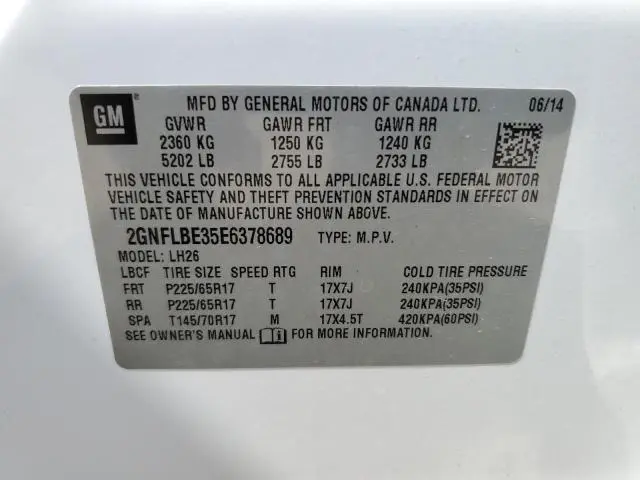 GM MFD BY GENERAL MOTORS OF CANADA LTD. 06/14
GVWR GAWR FRT GAWR RR
2360 KG 1250 KG 1240 KG
5202 LB 2755 LB 2733 LB
THIS VEHICLE CONFORMS TO ALL APPLICABLE U.S. FEDERAL MOTOR
VEHICLE SAFETY AND THEFT PREVENTION STANDARDS IN EFFECT ON
THE DATE OF MANUFACTURE SHOWN ABOVE.
2GNFLBE35E6378689 TYPE: M.P.V.
MODEL: LH26
LBCF TIRE SIZE SPEED RTG RIM COLD TIRE PRESSURE
FRT P225/65R17 T 17X7J 240KPA(35PSI)
RR P225/65R17 T 17X7J 240KPA(35PSI)
SPA T145/70R17 M 17X4.5T 420KPA(60PSI)
SEE OWNER'S MANUAL FOR MORE INFORMATION.